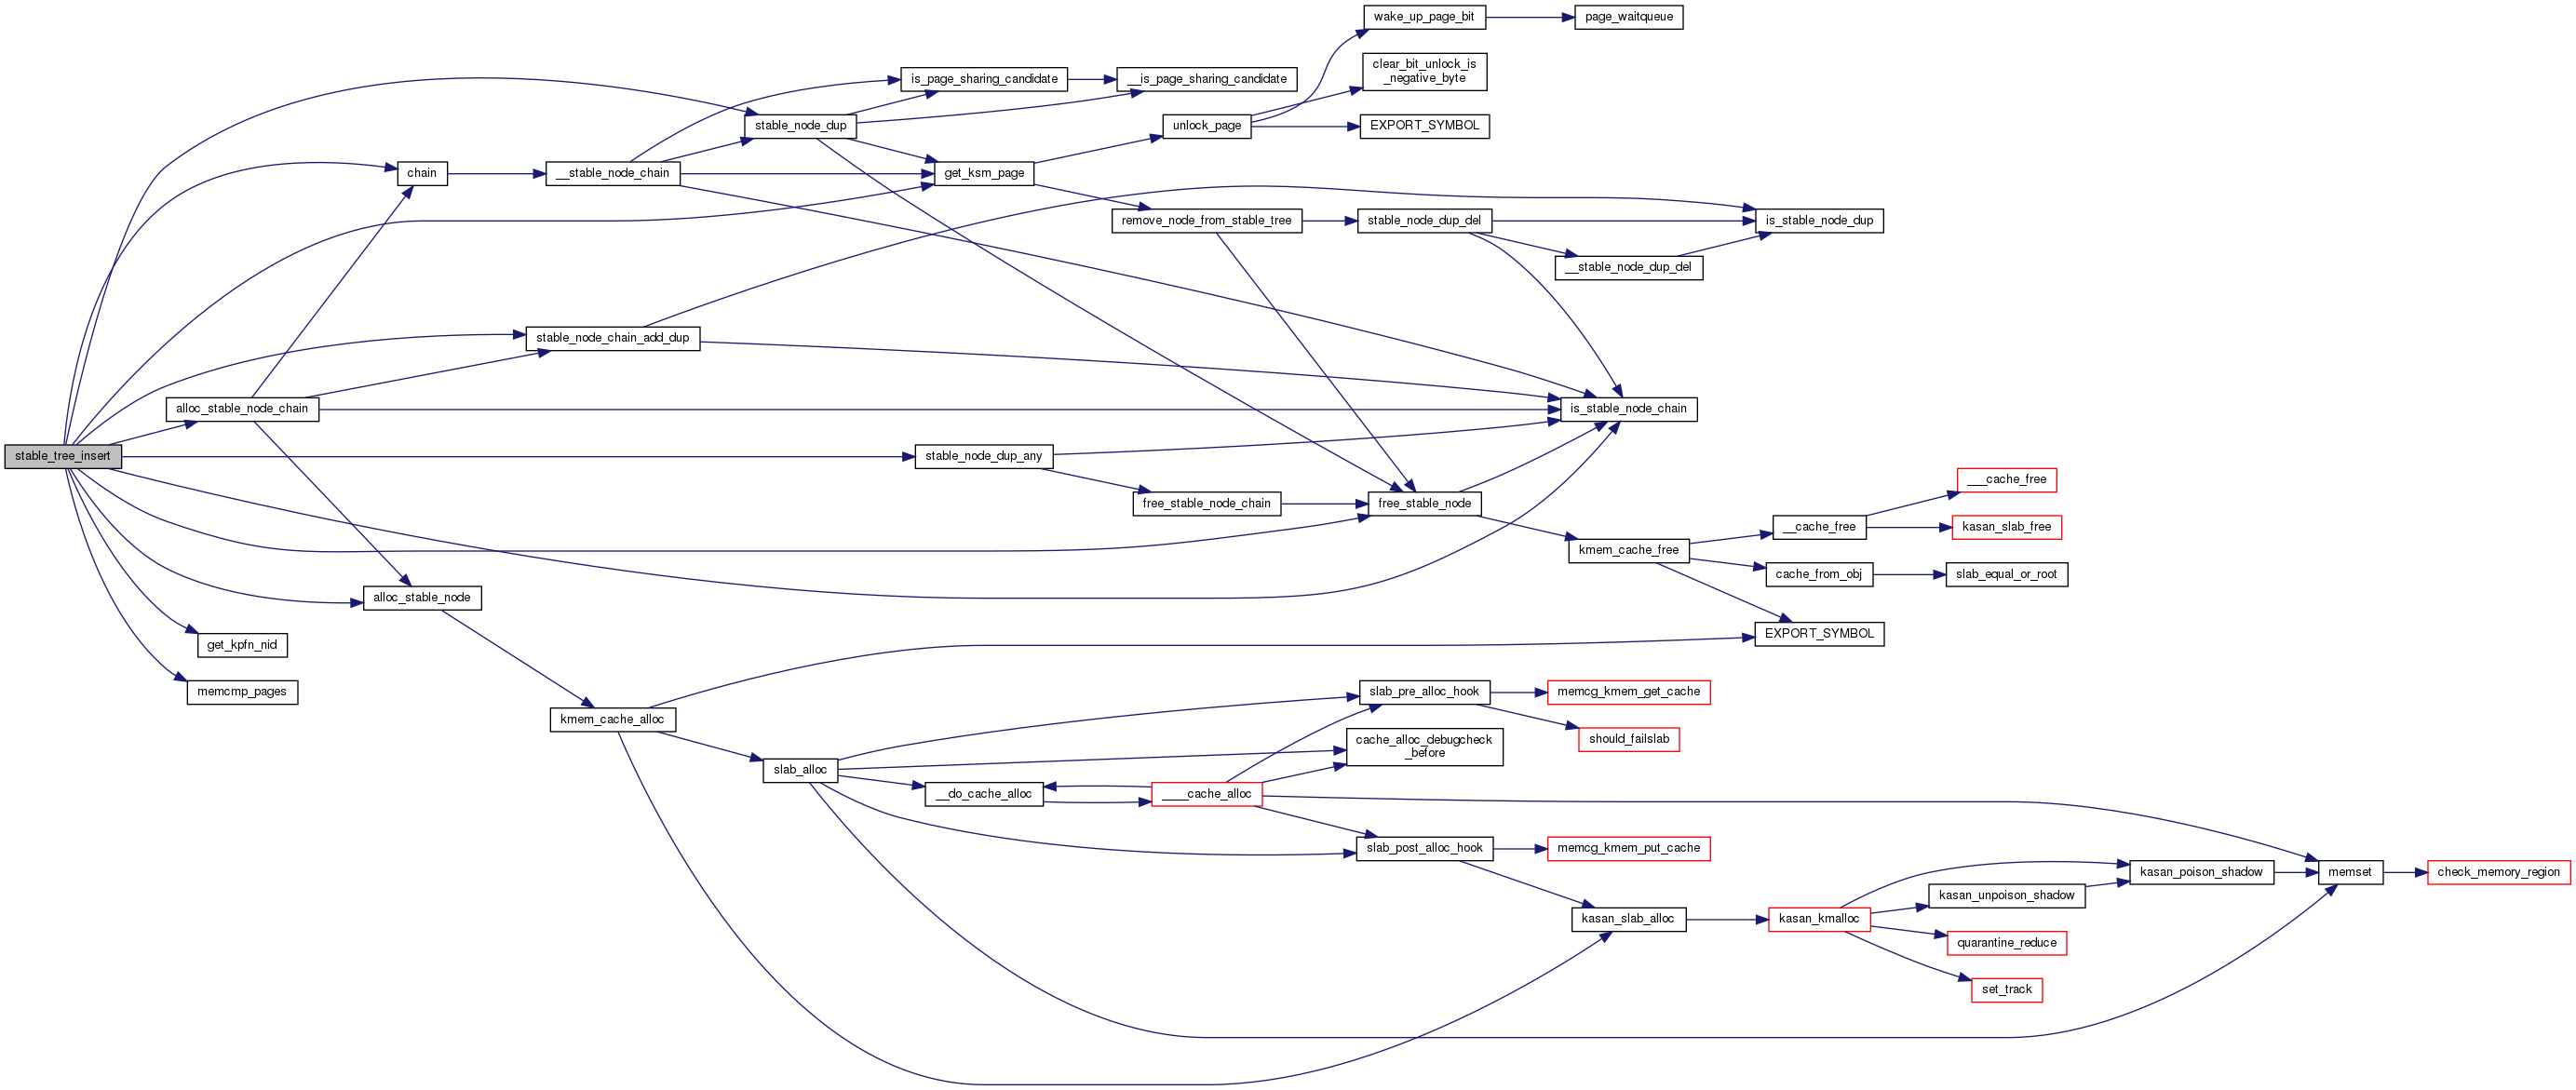 wake_up_page_bit
page_waitqueue
clear_bit_unlock_is
_negative_byte
is_page_sharing_candidate
__is_page_sharing_candidate
stable_node_dup
unlock_page
EXPORT_SYMBOL
chain
__stable_node_chain
get_ksm_page
remove_node_from_stable_tree
stable_node_dup_del
is_stable_node_dup
__stable_node_dup_del
stable_node_chain_add_dup
alloc_stable_node_chain
is_stable_node_chain
stable_tree_insert
stable_node_dup_any
___cache_free
free_stable_node_chain
free_stable_node
__cache_free
kasan_slab_free
kmem_cache_free
cache_from_obj
slab_equal_or_root
alloc_stable_node
EXPORT_SYMBOL
get_kpfn_nid
memcmp_pages
slab_pre_alloc_hook
memcg_kmem_get_cache
kmem_cache_alloc
should_failslab
cache_alloc_debugcheck
_before
slab_alloc
__do_cache_alloc
____cache_alloc
slab_post_alloc_hook
memcg_kmem_put_cache
kasan_poison_shadow
memset
check_memory_region
kasan_unpoison_shadow
kasan_slab_alloc
kasan_kmalloc
quarantine_reduce
set_track